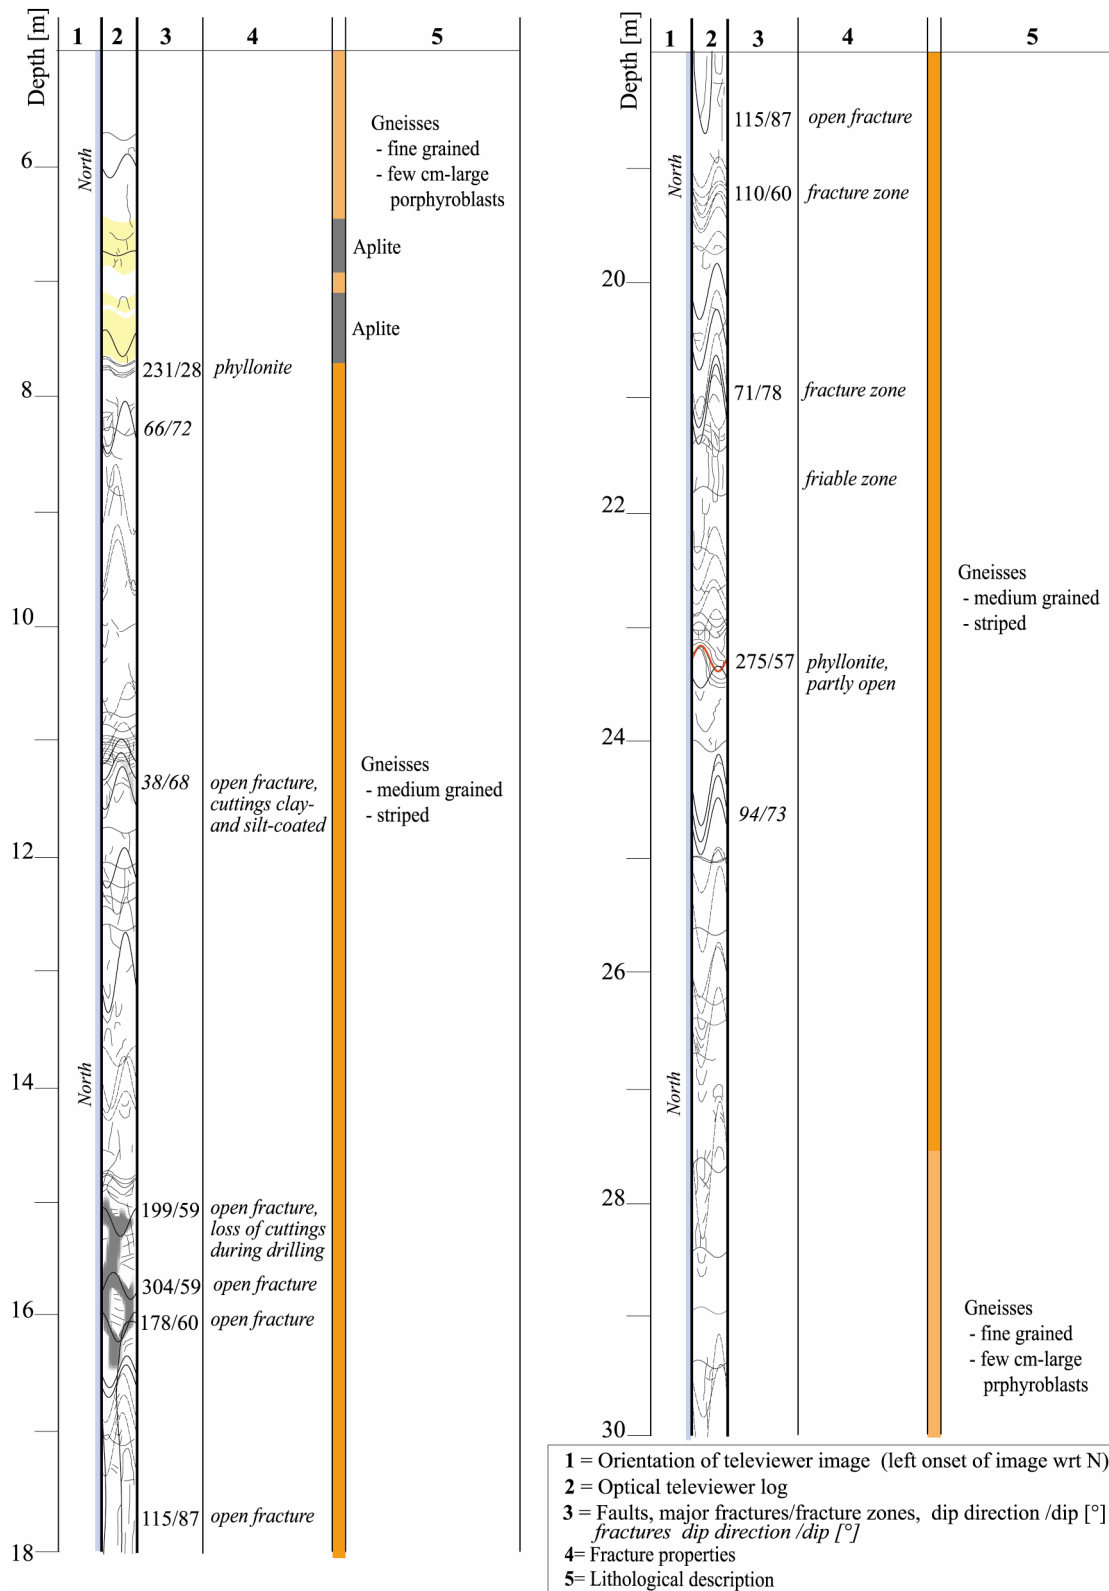 Depth [m]
1
2
3
4
5
North
6
Gneisses
- fine grained
- few cm-large
porphyroblasts
Aplite
Aplite
231/28
phyllonite
8
66/72
10
38/68
open fracture,
cuttings clay-
and silt-coated
Gneisses
- medium grained
- striped
12
North
14
199/59
open fracture,
loss of cuttings
during drilling
304/59
open fracture
16
178/60
open fracture
115/87
open fracture
18
Depth [m]
1
2
3
4
5
115/87
open fracture
North
110/60
fracture zone
20
71/78
fracture zone
friable zone
22
Gneisses
- medium grained
- striped
275/57
phyllonite,
partly open
24
94/73
26
North
28
Gneisses
- fine grained
- few cm-large
prphyroblasts
30
1 = Orientation of televiewer image (left onset of image wrt N)
2 = Optical televiewer log
3 = Faults, major fractures/fracture zones, dip direction /dip [°]
fractures dip direction /dip [°]
4= Fracture properties
5= Lithological description